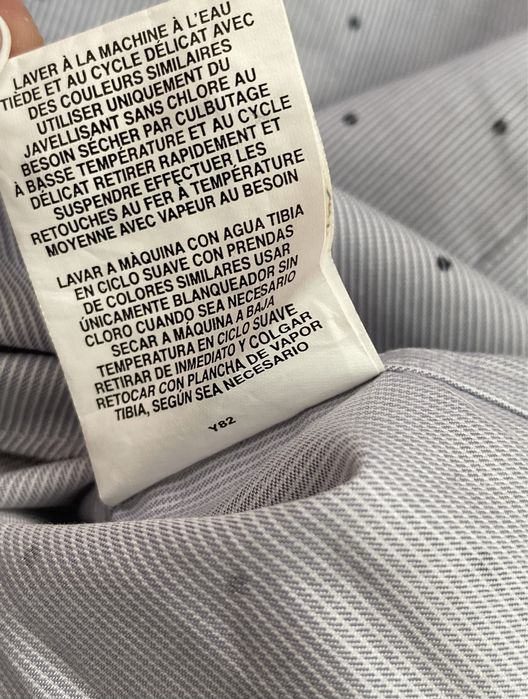 LAVER À LA MACHINE À L'EAU
TIÈDE ET AU CYCLE DÉLICAT AVEC
DES COULEURS SIMILAIRES
UTILISER UNIQUEMENT DU
JAVELLISANT SANS CHLORE AU
BESOIN SÉCHER PAR CULBUTAGE
À BASSE TEMPÉRATURE ET AU CYCLE
DÉLICAT RETIRER RAPIDEMENT ET
SUSPENDRE EFFECTUER LES
RETOUCHES AU FER À TEMPÉRATURE
MOYENNE AVEC VAPEUR AU BESOIN
LAVAR A MÀQUINA CON AGUA TIBIA
EN CICLO SUAVE CON PRENDAS
DE COLORES SIMILARES USAR
ÚNICAMENTE BLANQUEADOR SIN
CLORO CUANDO SEA NECESARIO
SECAR A MÁQUINA A BAJA
TEMPERATURA EN CICLO SUAVE
RETIRAR DE INMEDIATO Y COLGAR
RETOCAR CON PLANCHA DE VAPOR
TIBIA, SEGÚN SEA NECESARIO
Y82